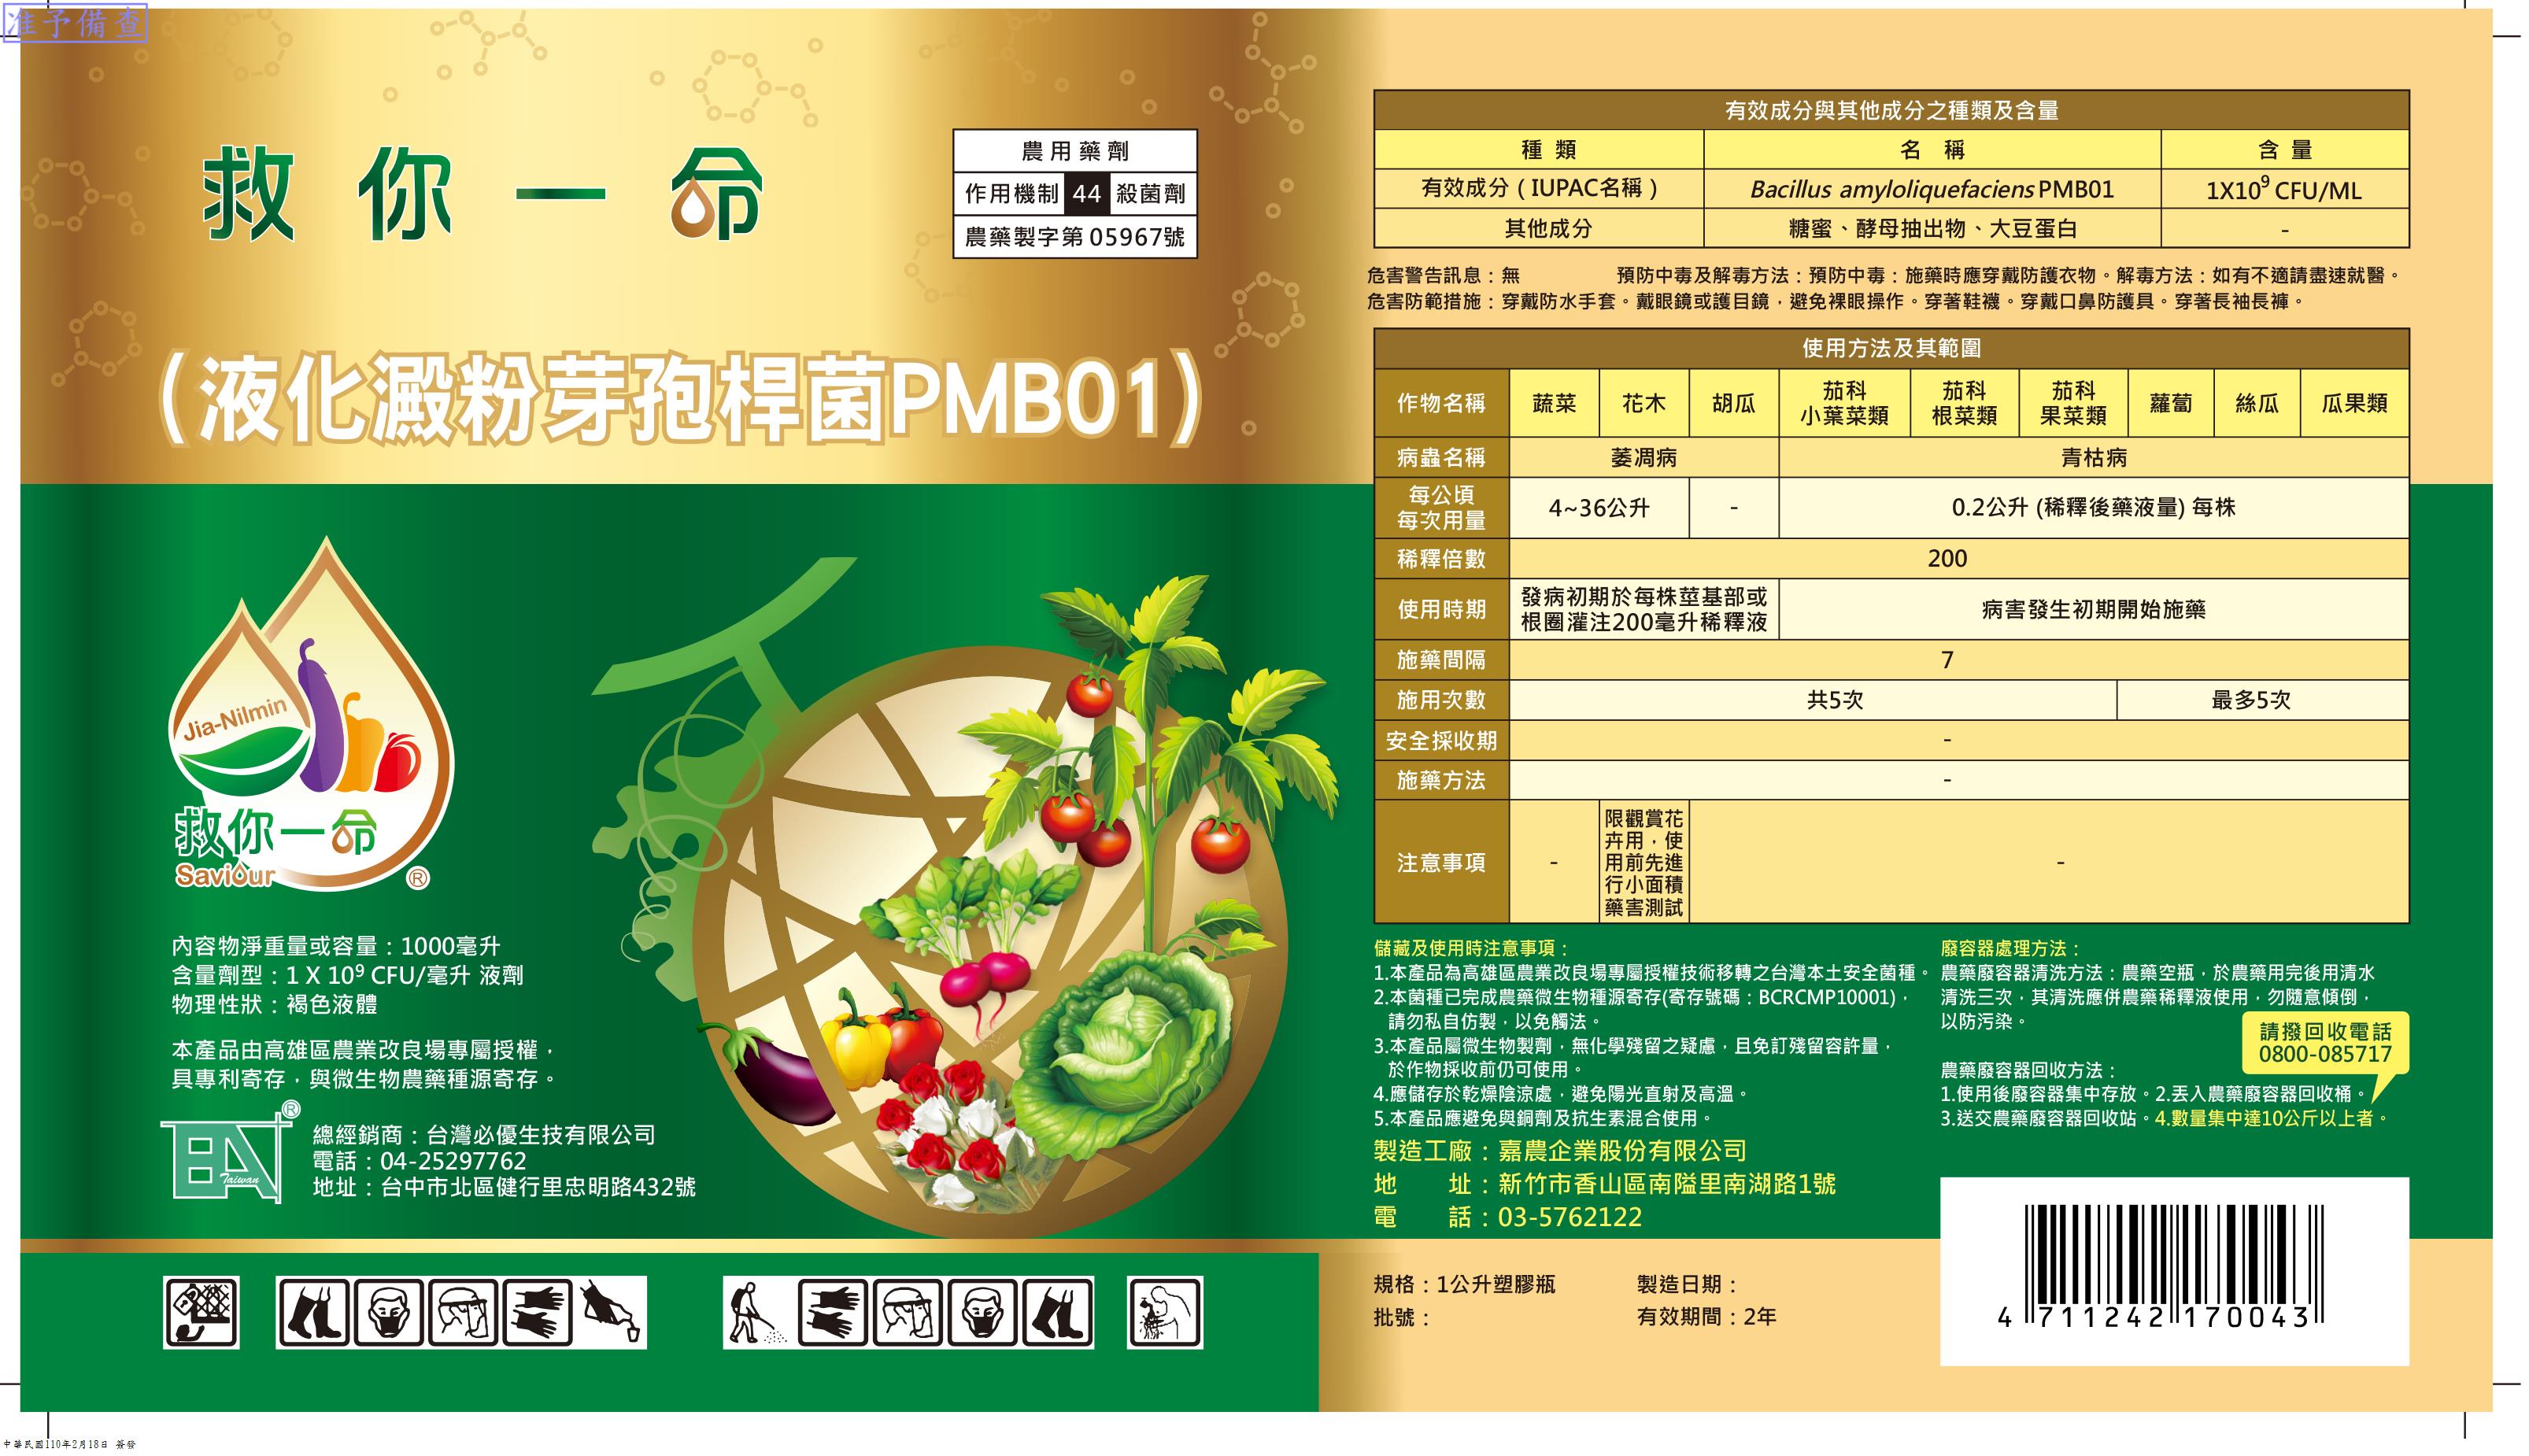 准予備查
救你一命
農用藥劑
作用機制 44 殺菌劑
農藥製字第 05967號
(液化澱粉芽孢桿菌PMB01)
Jia-Nilmin
救你一命
Saviour
®
內容物淨重量或容量：1000毫升
含量劑型：1 X 10⁹ CFU/毫升 液劑
物理性狀：褐色液體
本產品由高雄區農業改良場專屬授權，
具專利寄存，與微生物農藥種源寄存。
®
Taiwan
總經銷商：台灣必優生技有限公司
電話：04-25297762
地址：台中市北區健行里忠明路432號
有效成分與其他成分之種類及含量
種類 名稱 含量
有效成分（IUPAC名稱） Bacillus amyloliquefaciens PMB01 1X10⁹ CFU/ML
其他成分 糖蜜、酵母抽出物、大豆蛋白 -
危害警告訊息：無 預防中毒及解毒方法：預防中毒：施藥時應穿戴防護衣物。解毒方法：如有不適請盡速就醫。
危害防範措施：穿戴防水手套。戴眼鏡或護目鏡，避免裸眼操作。穿著鞋襪。穿戴口鼻防護具。穿著長袖長褲。
使用方法及其範圍
作物名稱 蔬菜 花木 胡瓜 茄科小葉菜類 茄科根菜類 茄科果菜類 蘿蔔 絲瓜 瓜果類
病蟲名稱 萎凋病 青枯病
每公頃
每次用量 4~36公升 - 0.2公升 (稀釋後藥液量) 每株
稀釋倍數 200
使用時期 發病初期於每株莖基部或
根圈灌注200毫升稀釋液 病害發生初期開始施藥
施藥間隔 7
施用次數 共5次 最多5次
安全採收期 -
施藥方法 -
注意事項 - 限觀賞花
卉用，使
用前先進
行小面積
藥害測試 -
儲藏及使用時注意事項：
1.本產品為高雄區農業改良場專屬授權技術移轉之台灣本土安全菌種。
2.本菌種已完成農藥微生物種源寄存(寄存號碼：BCRCMP10001)，
請勿私自仿製，以免觸法。
3.本產品屬微生物製劑，無化學殘留之疑慮，且免訂殘留容許量，
於作物採收前仍可使用。
4.應儲存於乾燥陰涼處，避免陽光直射及高溫。
5.本產品應避免與銅劑及抗生素混合使用。
製造工廠：嘉農企業股份有限公司
地址：新竹市香山區南隘里南湖路1號
電話：03-5762122
廢容器處理方法：
農藥廢容器清洗方法：農藥空瓶，於農藥用完後用清水
清洗三次，其清洗應併農藥稀釋液使用，勿隨意傾倒，
以防污染。
請撥回收電話
0800-085717
農藥廢容器回收方法：
1.使用後廢容器集中存放。2.丟入農藥廢容器回收桶。
3.送交農藥廢容器回收站。4.數量集中達10公斤以上者。
規格：1公升塑膠瓶 製造日期：
批號： 有效期間：2年
4 711242 170043
中華民國110年2月18日 簽發